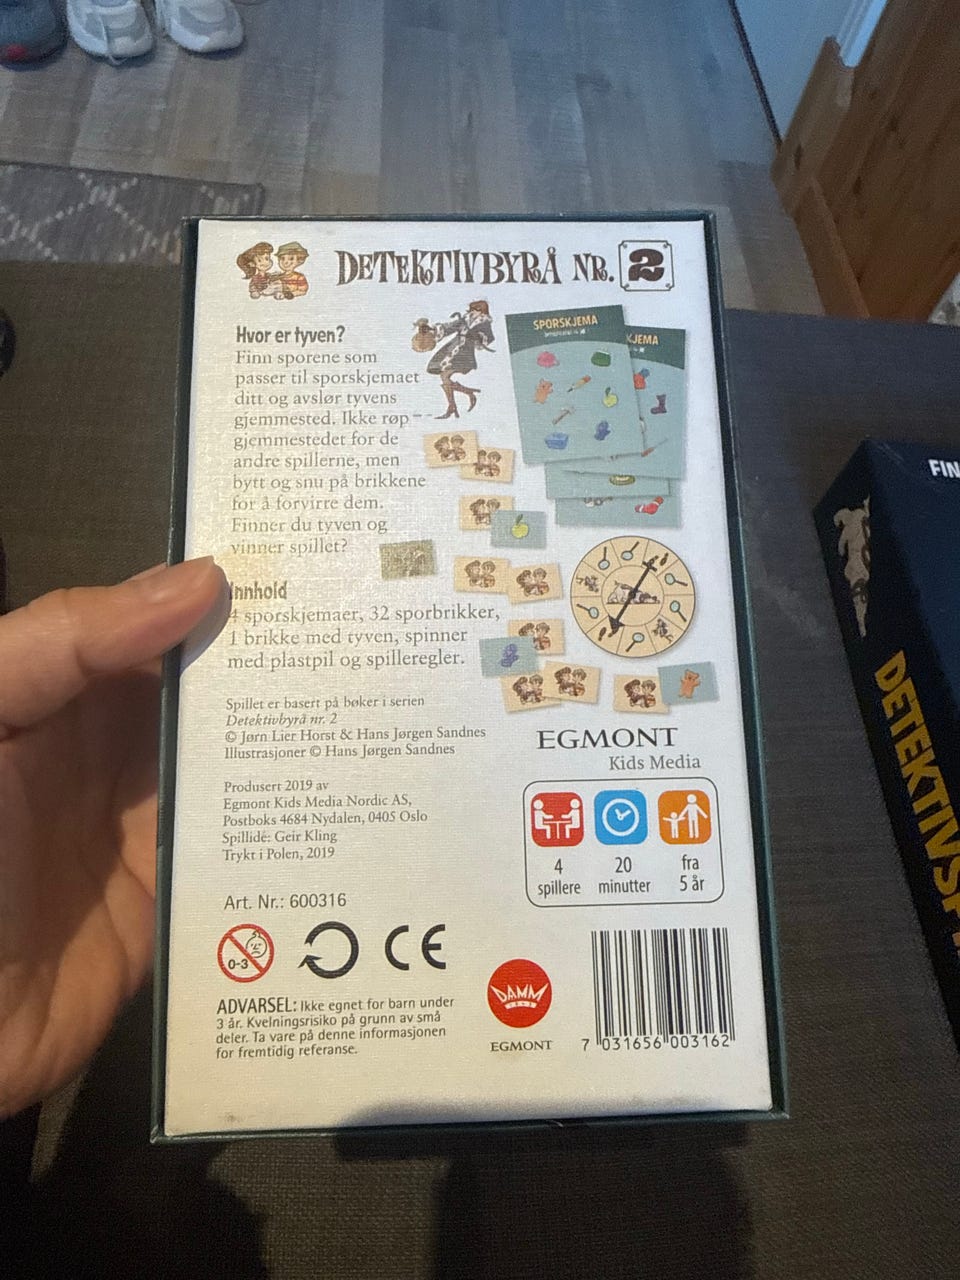 DETEKTIVBYRÅ NR. 2
Hvor er tyven?
Finn sporene som
passer til sporskjemaet
ditt og avslør tyvens
gjemmested. Ikke røp
gjemmestedet for de
andre spillerne, men
bytt og snu på brikkene
for å forvirre dem.
Finner du tyven og
vinner spillet?
SPORSKJEMA
KJEMA
Innhold
4 sporskjemaer, 32 sporbrikker,
1 brikke med tyven, spinner
med plastpil og spilleregler.
Spillet er basert på bøker i serien
Detektivbyrå nr. 2
© Jørn Lier Horst & Hans Jørgen Sandnes
Illustrasjoner © Hans Jørgen Sandnes
EGMONT
Kids Media
Produsert 2019 av
Egmont Kids Media Nordic AS,
Postboks 4684 Nydalen, 0405 Oslo
Spillidé: Geir Kling
Trykt i Polen, 2019
4
spillere
20
minutter
fra
5 år
Art. Nr.: 600316
0-3
CE
ADVARSEL: Ikke egnet for barn under
3 år. Kvelningsrisiko på grunn av små
deler. Ta vare på denne informasjonen
for fremtidig referanse.
DAMM
EGMONT
7 031656 003162
FIN
DETEKTIVSP